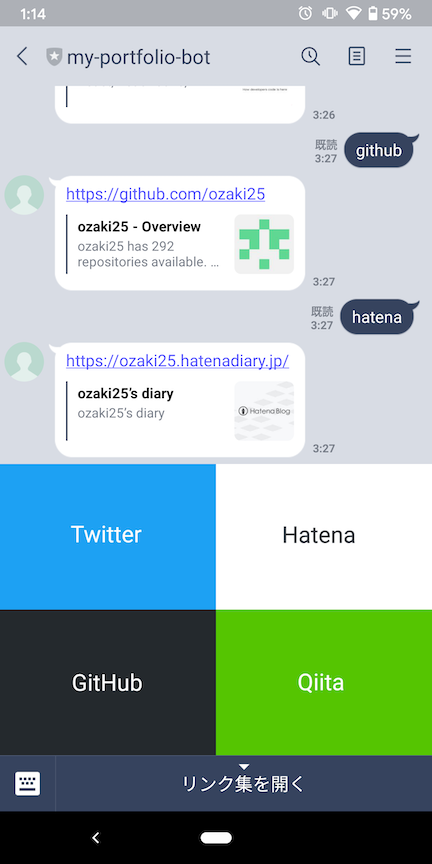 1:14
59%
my-portfolio-bot
3:26
既読
3:27
github
https://github.com/ozaki25
ozaki25 - Overview
ozaki25 has 292
repositories available. ...
3:27
既読
3:27
hatena
https://ozaki25.hatenadiary.jp/
ozaki25's diary
ozaki25's diary
Hatena Blog
3:27
Twitter
Hatena
GitHub
Qiita
リンク集を開く